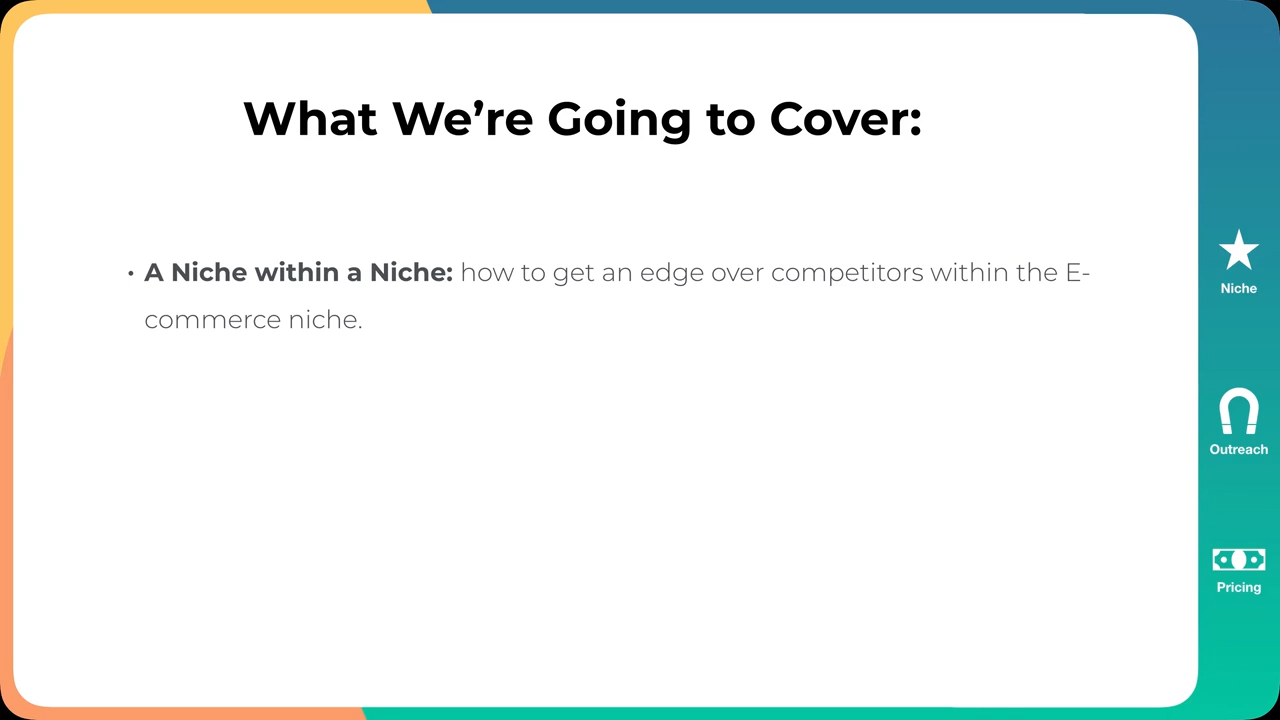 What We’re Going to Cover:
• A Niche within a Niche: how to get an edge over competitors within the E-
commerce niche.
Niche
Outreach
Pricing